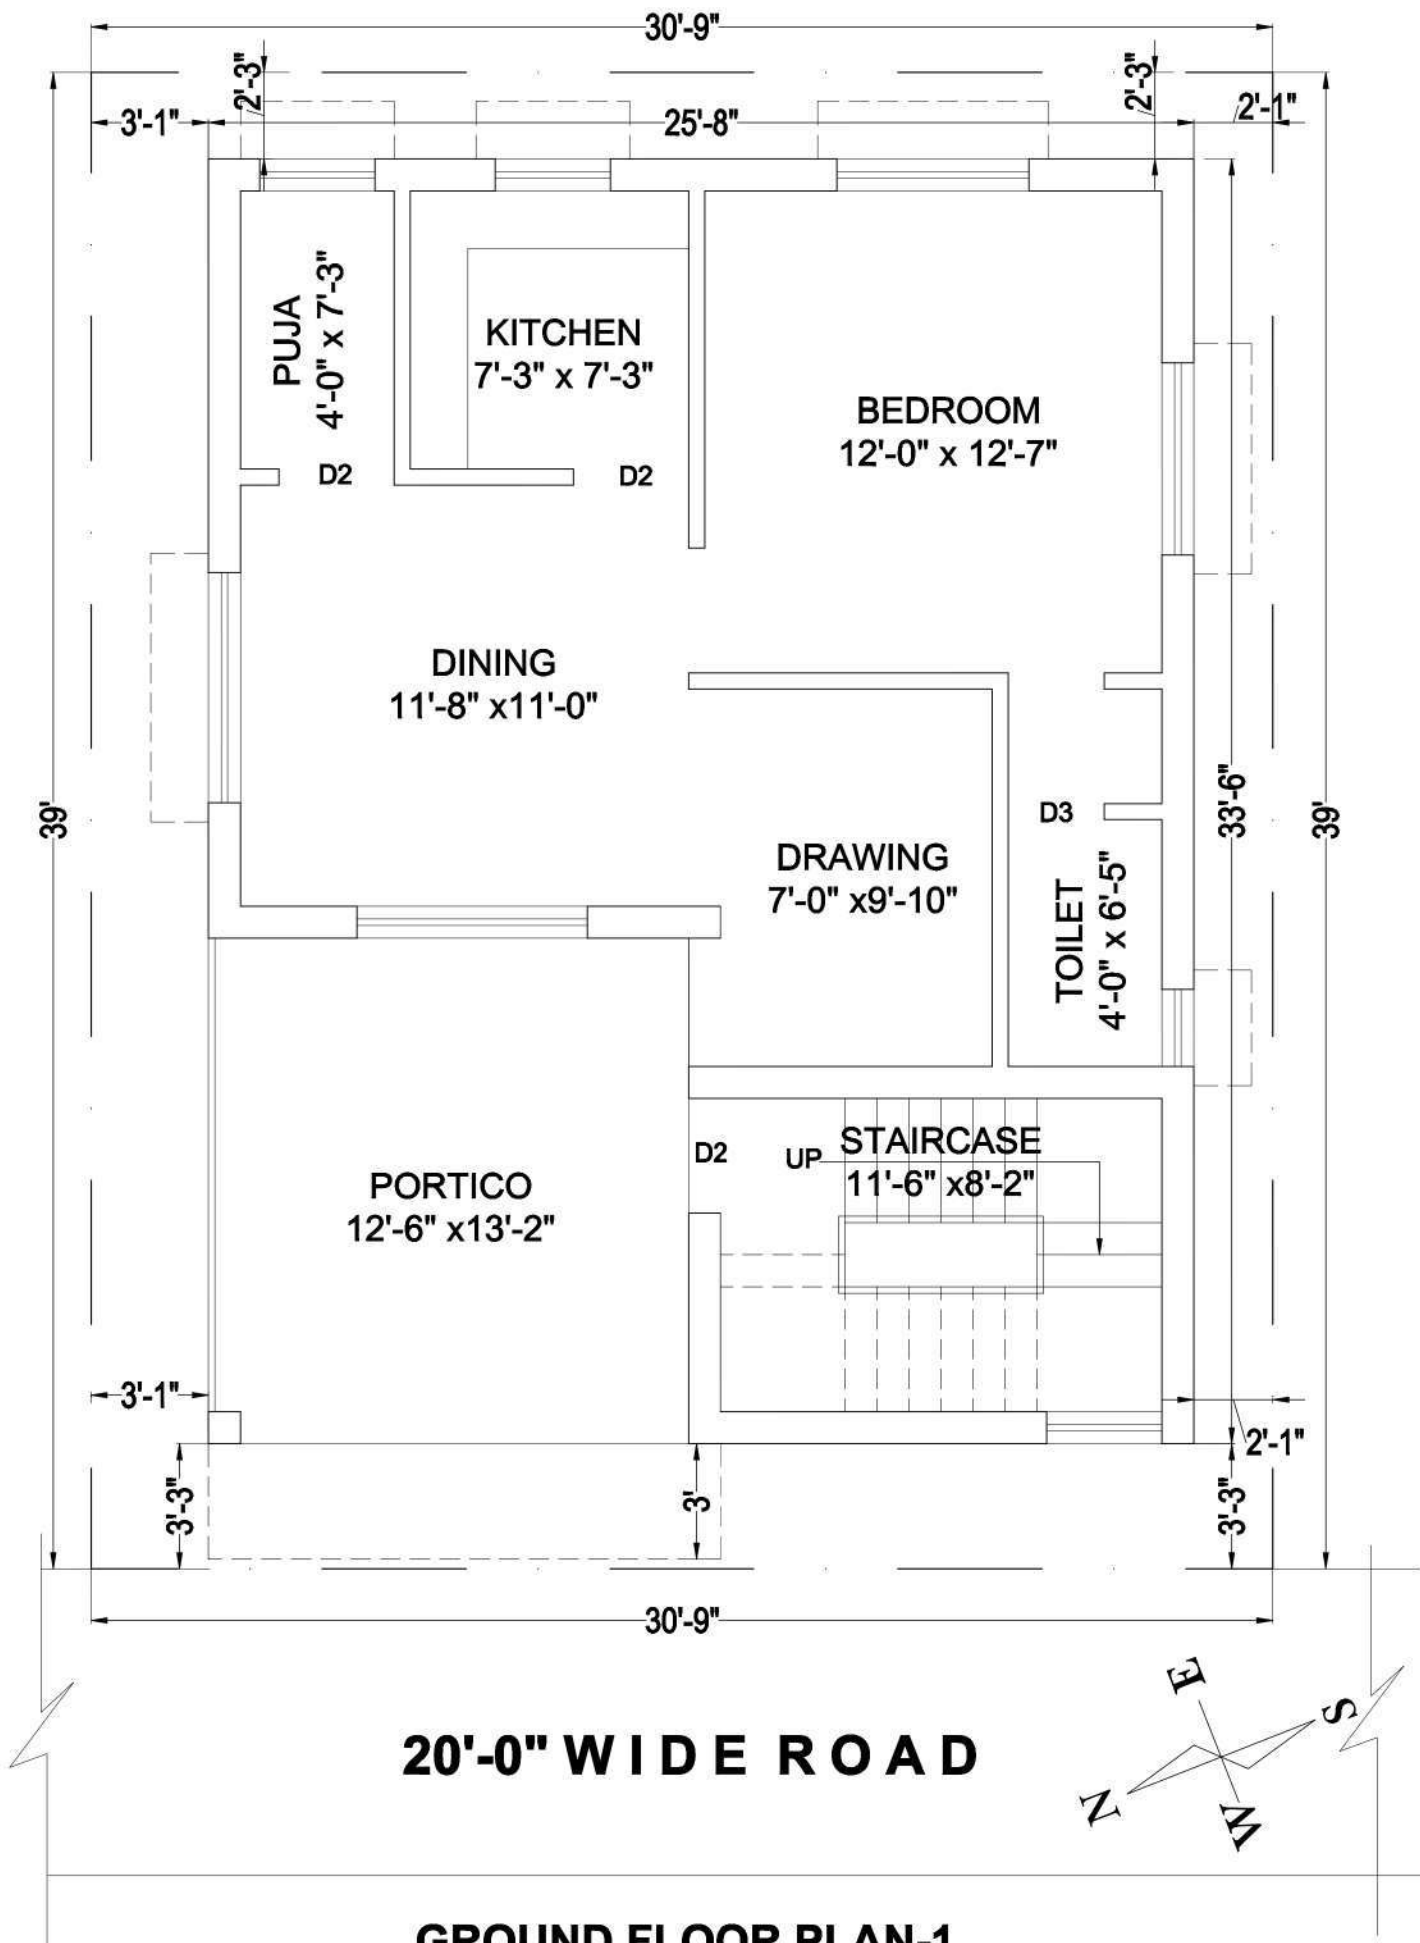 30'-9"
2'-3"
2'-3"
3'-1"
25'-8"
2'-1"
PUJA
4'-0" x 7'-3"
KITCHEN
7'-3" x 7'-3"
BEDROOM
12'-0" x 12'-7"
D2
D2
DINING
11'-8" x11'-0"
39'
33'-6"
39'
D3
DRAWING
7'-0" x9'-10"
TOILET
4'-0" x 6'-5"
D2
UP
STAIRCASE
11'-6" x8'-2"
PORTICO
12'-6" x13'-2"
3'-1"
2'-1"
3'-3"
3'
3'-3"
30'-9"
E
S
20'-0" WIDE ROAD
N
W
GROUND FLOOR PLAN-1